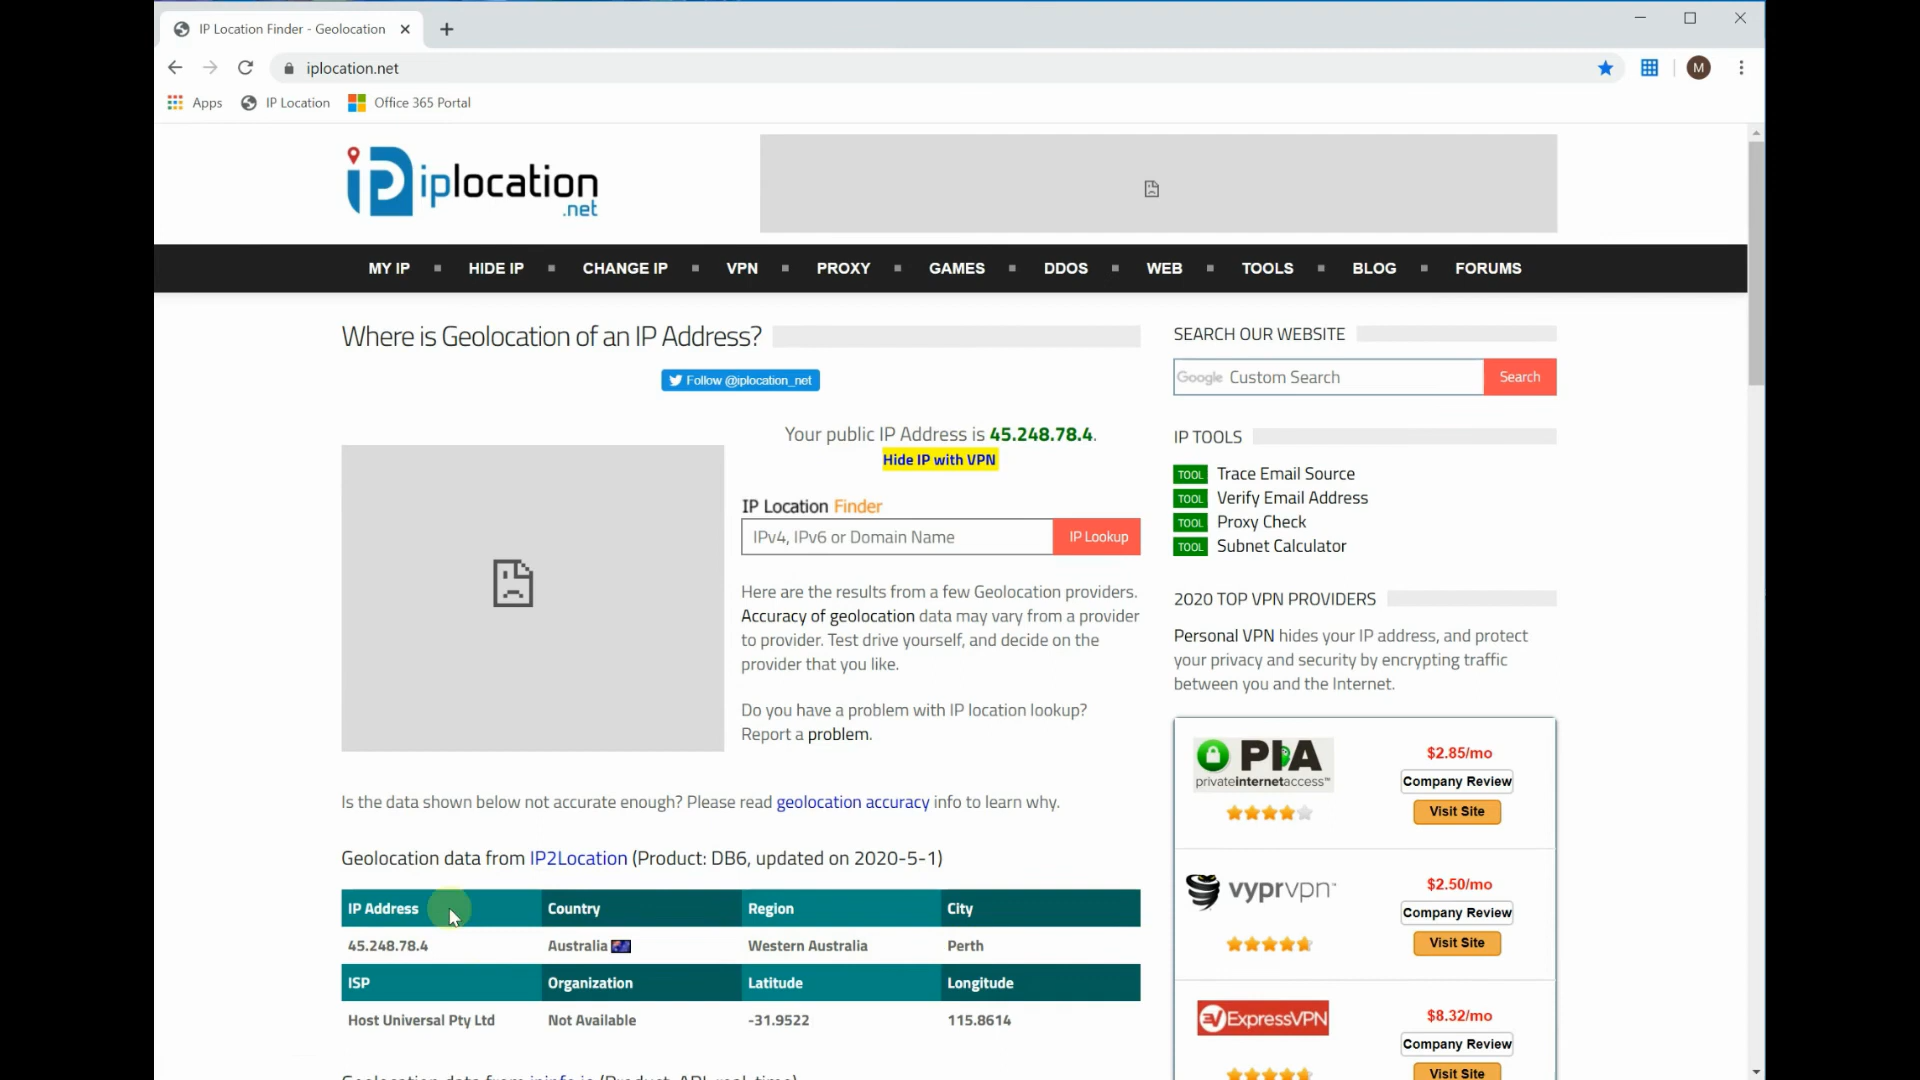 IP Location Finder - Geolocation
iplocation.net
M
Apps
IP Location
Office 365 Portal
iplocation
.net
MY IP
HIDE IP
CHANGE IP
VPN
PROXY
GAMES
DDOS
WEB
TOOLS
BLOG
FORUMS
Where is Geolocation of an IP Address?
Follow @iplocation_net
Your public IP Address is 45.248.78.4.
Hide IP with VPN
IP Location Finder
IPv4, IPv6 or Domain Name
IP Lookup
Here are the results from a few Geolocation providers.
Accuracy of geolocation data may vary from a provider
to provider. Test drive yourself, and decide on the
provider that you like.
Do you have a problem with IP location lookup?
Report a problem.
Is the data shown below not accurate enough? Please read geolocation accuracy info to learn why.
Geolocation data from IP2Location (Product: DB6, updated on 2020-5-1)
IP Address Country Region City
45.248.78.4 Australia Western Australia Perth
ISP Organization Latitude Longitude
Host Universal Pty Ltd Not Available -31.9522 115.8614
Geolocation data from ipinfo.io (Product: API, real-time)
SEARCH OUR WEBSITE
Google Custom Search
Search
IP TOOLS
TOOL Trace Email Source
TOOL Verify Email Address
TOOL Proxy Check
TOOL Subnet Calculator
2020 TOP VPN PROVIDERS
Personal VPN hides your IP address, and protect
your privacy and security by encrypting traffic
between you and the Internet.
PIA
privateinternetaccess™
$2.85/mo
Company Review
Visit Site
vyprvpn™
$2.50/mo
Company Review
Visit Site
ExpressVPN
$8.32/mo
Company Review
Visit Site